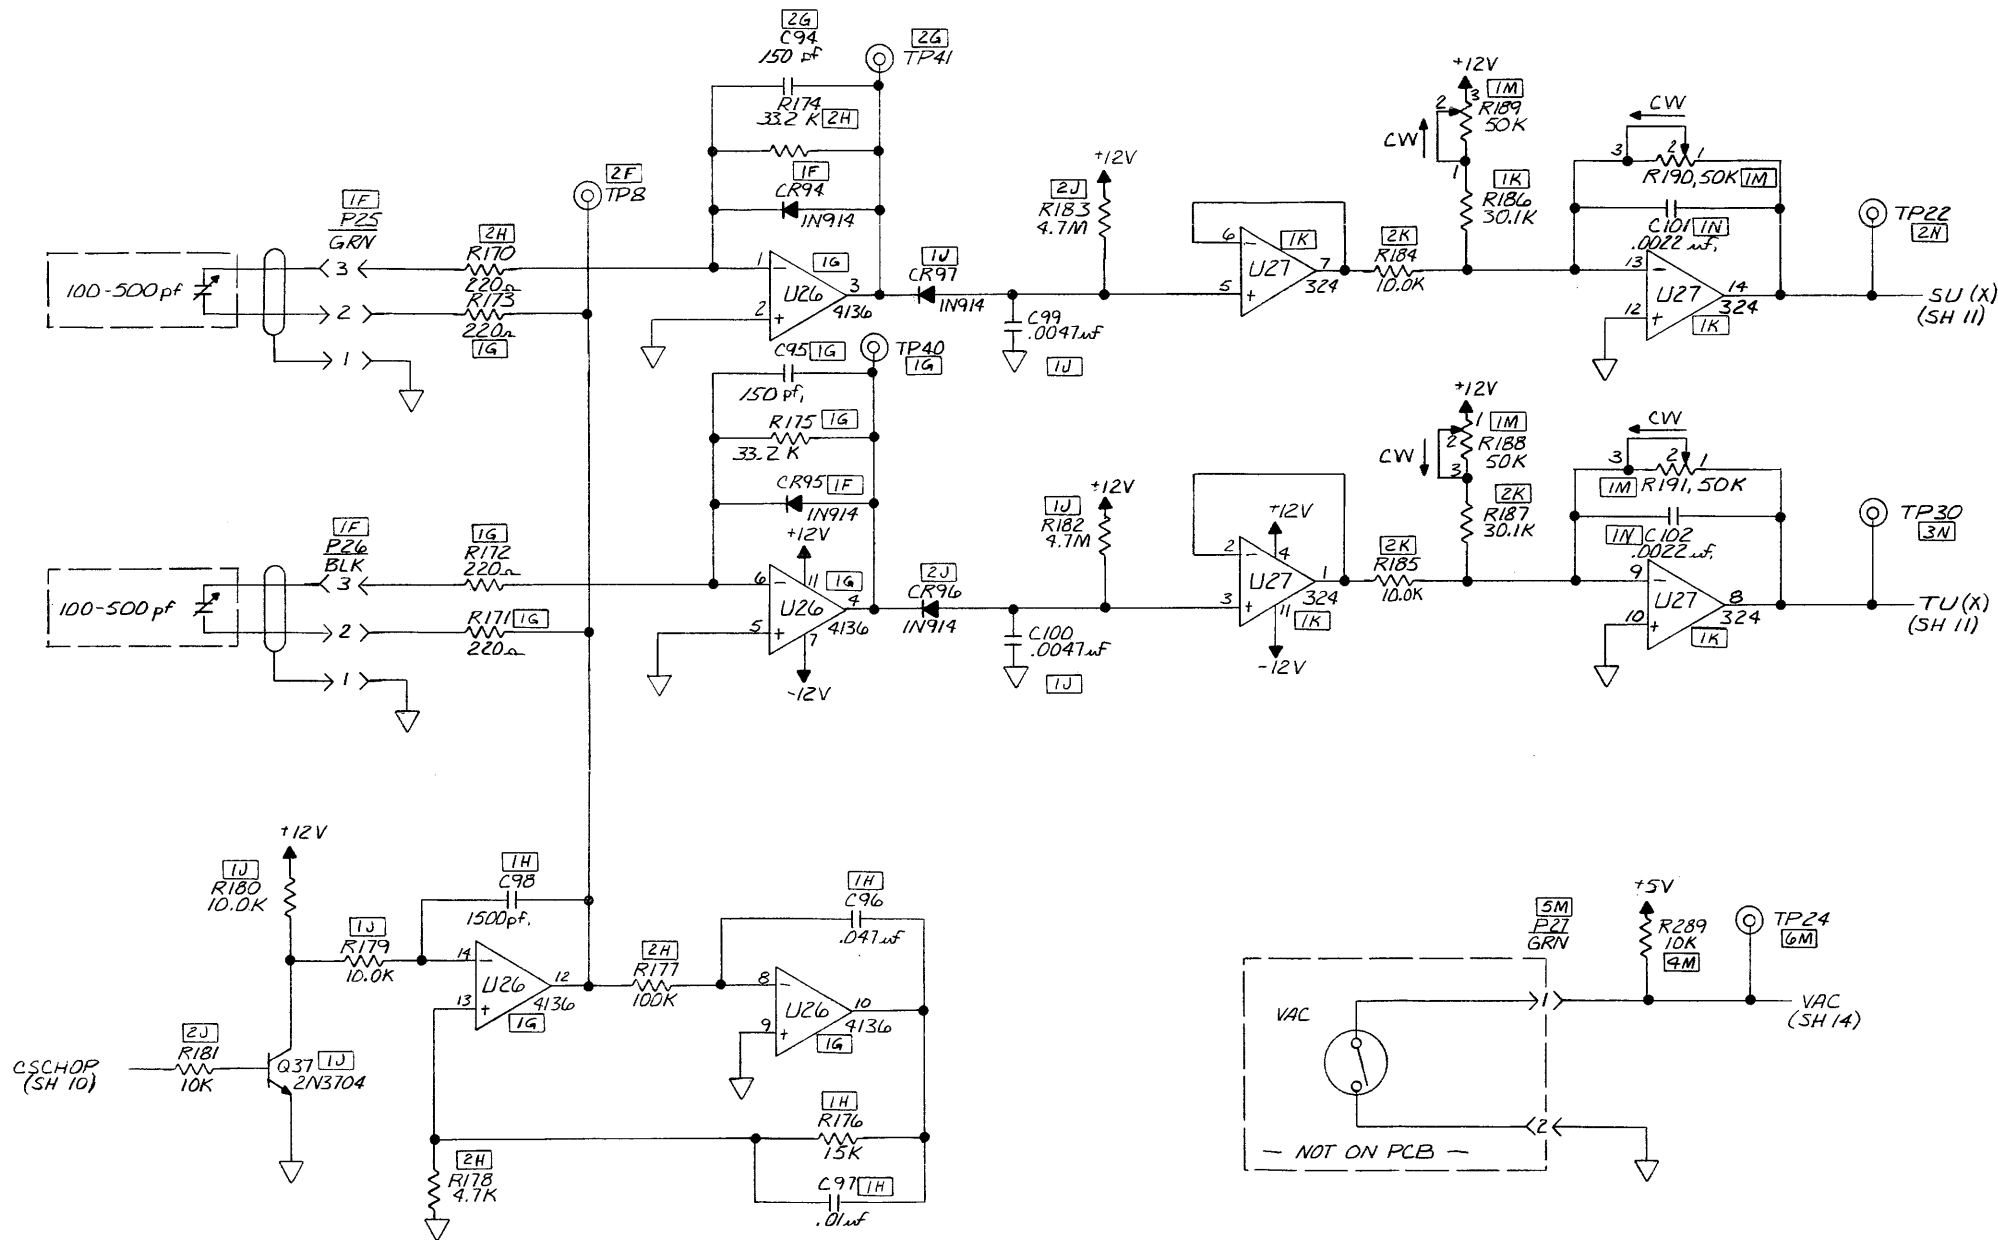 2G
C94
150 pf
2G
TP41
R174
33.2 K 2H
1F
CR94
1N914
2F
TP8
1F
P25
GRN
100-500 pf
3
2
1
2H
R170
220Ω
R173
220Ω
1G
1
2
-
+
U26
1G
3
4136
1J
CR97
1N914
C99
.0047uf
1J
+12V
2J
R183
4.7M
6
5
-
+
1K
U27
7
324
2K
R184
10.0K
+12V
2
3
1M
R189
50K
CW
1
1K
R186
30.1K
CW
3
2
1
R190, 50K 1M
C101 1N
.0022 uf,
13
12
-
+
U27
14
324
1K
TP22
2N
SU (X)
(SH 11)
C95 1G
150 pf,
TP40
1G
R175 1G
33.2 K
CR95 1F
1N914
+12V
1F
P26
BLK
100-500 pf
3
2
1
1G
R172
220Ω
R171 1G
220Ω
6
5
-
+
11
U26
7
1G
4
4136
-12V
2J
CR96
1N914
C100
.0047uf
1J
+12V
1J
R182
4.7M
2
3
-
+
+12V
4
U27
11
1
324
1K
-12V
2K
R185
10.0K
+12V
1
2
3
1M
R188
50K
CW
2K
R187
30.1K
CW
3
2
1
1M R191, 50K
1N C102
.0022uf,
9
10
-
+
U27
8
324
1K
TP30
3N
TU (X)
(SH 11)
+12V
1J
R180
10.0K
1J
R179
10.0K
1H
C98
1500pf,
14
13
-
+
U26
12
4136
1G
2H
R177
100K
1H
C96
.047uf
8
9
-
+
U26
10
4136
1G
CSCHOP
(SH 10)
2J
R181
10K
Q37 1J
2N3704
2H
R178
4.7K
1H
R176
15K
C97 1H
.01uf
5M
P27
GRN
+5V
R289
10K
4M
TP24
6M
VAC
1
2
VAC
(SH 14)
— NOT ON PCB —